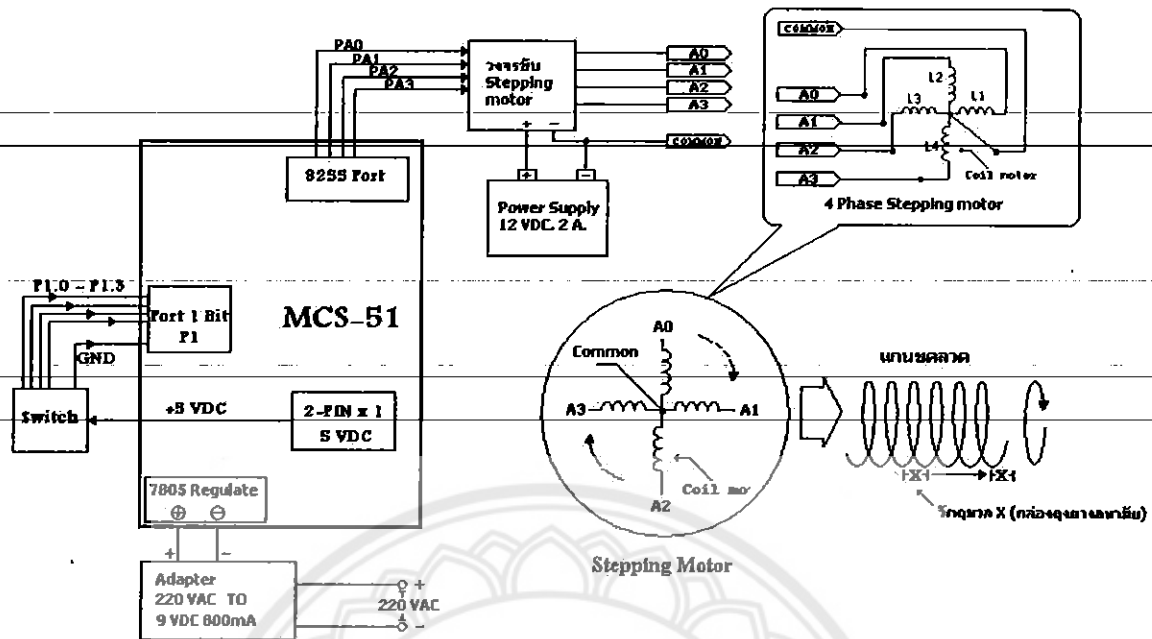 PA0
PA1
PA2
PA3
วงจรขับ
Stepping
motor
+ −
A0
A1
A2
A3
COMMON
COMMON
A0
A1
A2
A3
L2
L3
L1
L4
Coil motor
4 Phase Stepping motor
8255 Port
+ −
Power Supply
12 VDC. 2 A.
P1.0 - P1.3
Port 1 Bit
P1
GND
MCS-51
Switch
+5 VDC
2-PIN x 1
5 VDC
7805 Regulate
+ −
+ −
Adapter
220 VAC TO
9 VDC 800mA
+
220 VAC
-
A0
Common
A3
A1
Coil mo
A2
Stepping Motor
แกนขดลวด
X
X